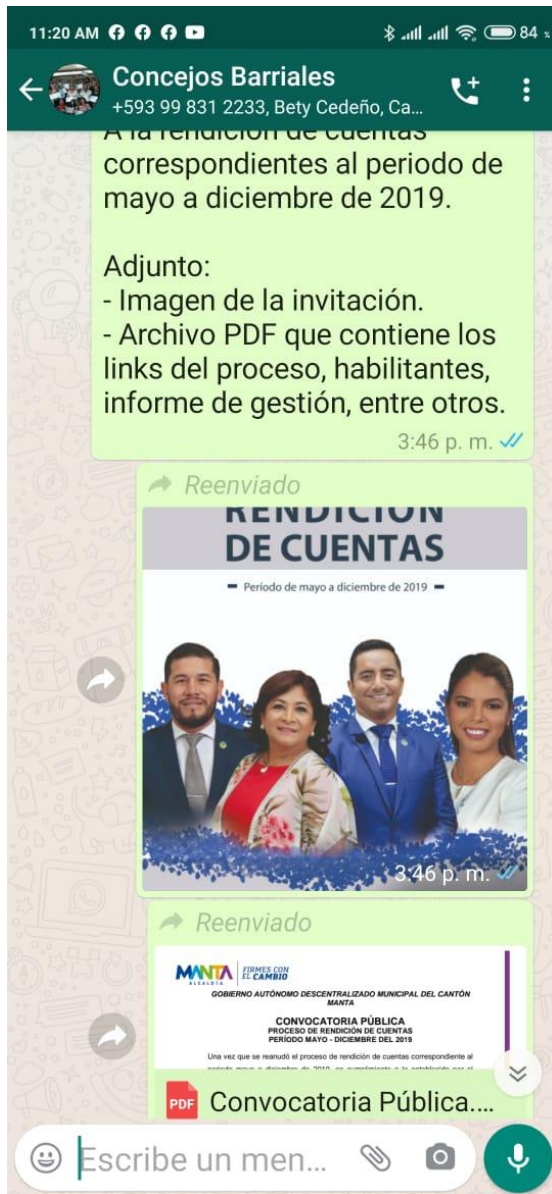 11:20 AM 84
Concejos Barriales
+593 99 831 2233, Bety Cedeño, Ca...
A la rendición de cuentas
correspondientes al periodo de
mayo a diciembre de 2019.
Adjunto:
- Imagen de la invitación.
- Archivo PDF que contiene los
links del proceso, habilitantes,
informe de gestión, entre otros.
3:46 p. m.
Reenviado
RENDICIÓN
DE CUENTAS
Período de mayo a diciembre de 2019
3:46 p. m.
Reenviado
MANTA
ALCALDÍA
FIRMES CON
EL CAMBIO
GOBIERNO AUTÓNOMO DESCENTRALIZADO MUNICIPAL DEL CANTÓN
MANTA
CONVOCATORIA PÚBLICA
PROCESO DE RENDICIÓN DE CUENTAS
PERÍODO MAYO - DICIEMBRE DEL 2019
Una vez que se reanudó el proceso de rendición de cuentas correspondiente al
PDF Convocatoria Pública....
Escribe un men...